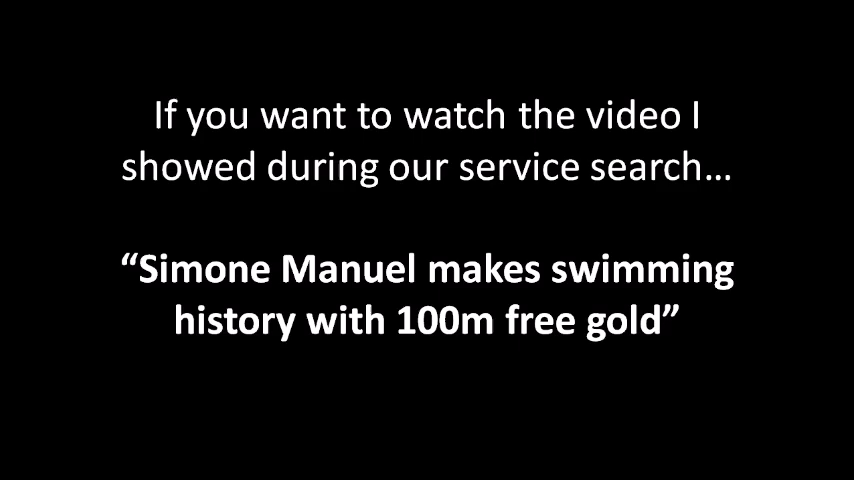 If you want to watch the video I
showed during our service search…
“Simone Manuel makes swimming
history with 100m free gold”